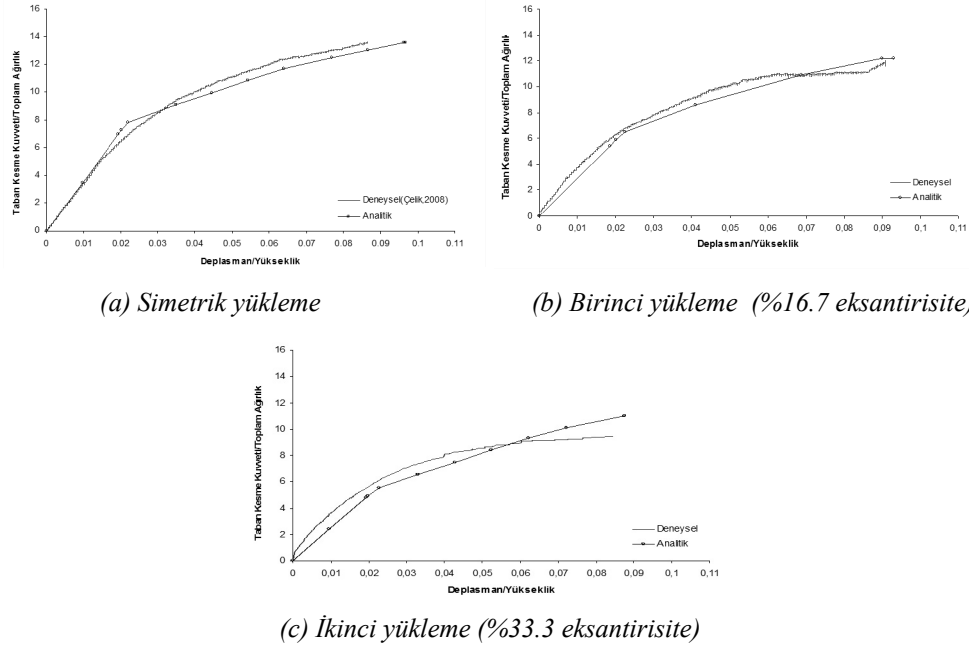 16
14
12
10
8
6
4
2
0
Taban Kesme Kuvveti/Toplam Ağırlık
Deneysel(Çelik,2008)
Analitik
0 0.01 0.02 0.03 0.04 0.05 0.06 0.07 0.08 0.09 0.1 0.11
Deplasman/Yükseklik
16
14
12
10
8
6
4
2
0
Taban Kesme Kuvveti/Toplam Ağırlık
Deneysel
Analitik
0 0,01 0,02 0,03 0,04 0,05 0,06 0,07 0,08 0,09 0,1 0,11
Deplasman/Yükseklik
(a) Simetrik yükleme
(b) Birinci yükleme (%16.7 eksantirisite)
16
14
12
10
8
6
4
2
0
Taban Kesme Kuvveti/Toplam Ağırlık
Deneysel
Analitik
0 0,01 0,02 0,03 0,04 0,05 0,06 0,07 0,08 0,09 0,1 0,11
Deplasman/Yükseklik
(c) İkinci yükleme (%33.3 eksantirisite)